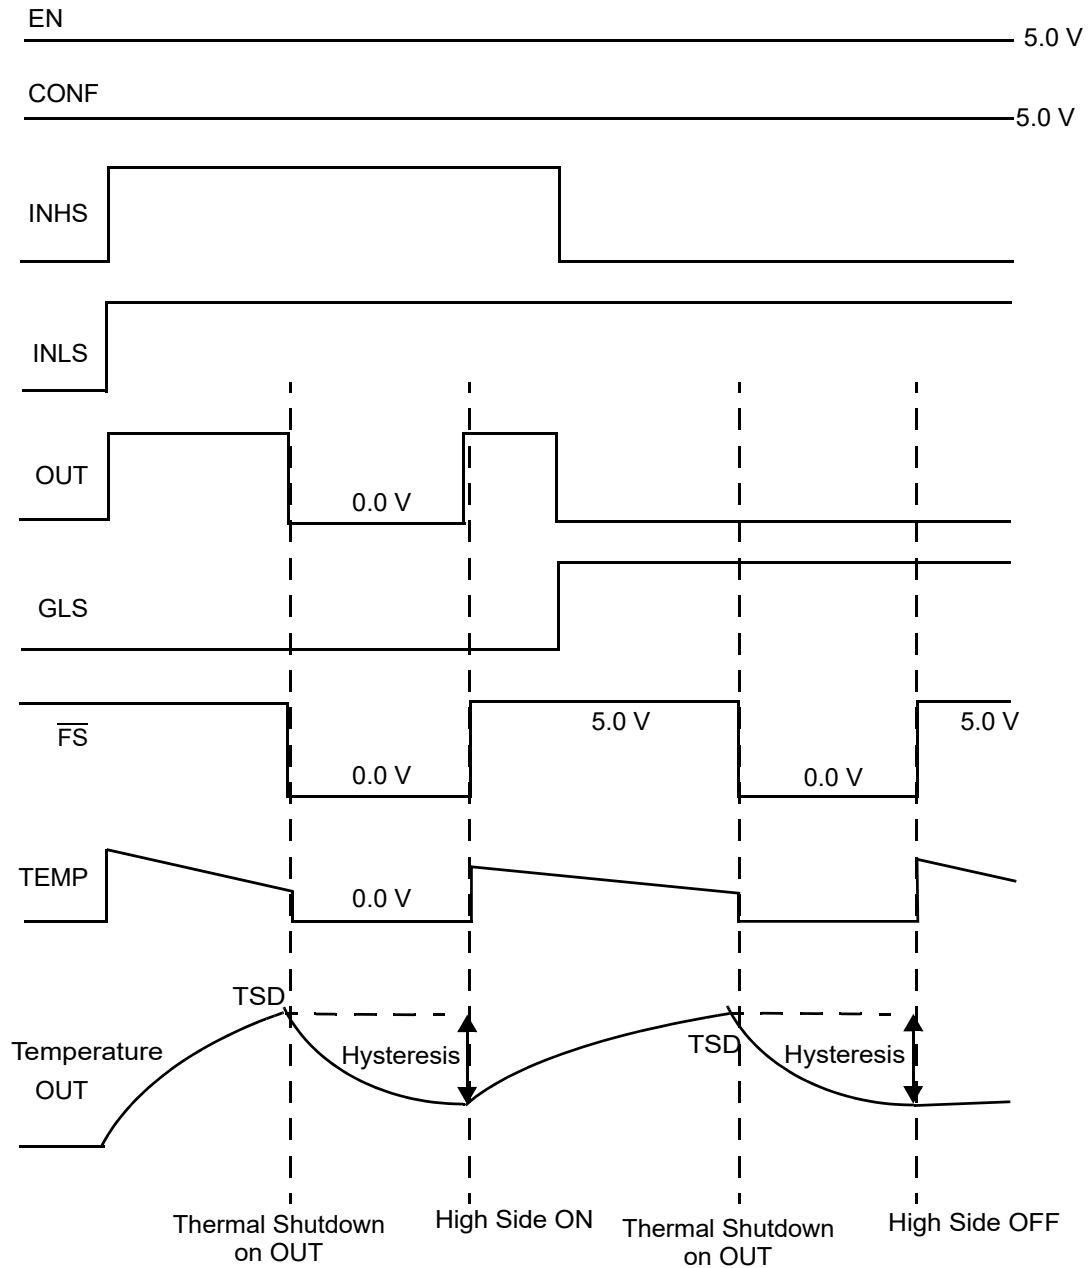 EN
5.0 V
CONF
5.0 V
INHS
INLS
OUT
0.0 V
GLS
FS
5.0 V
5.0 V
0.0 V
0.0 V
TEMP
0.0 V
TSD
Temperature
OUT
Hysteresis
TSD
Hysteresis
Thermal Shutdown
on OUT
High Side ON
Thermal Shutdown
on OUT
High Side OFF